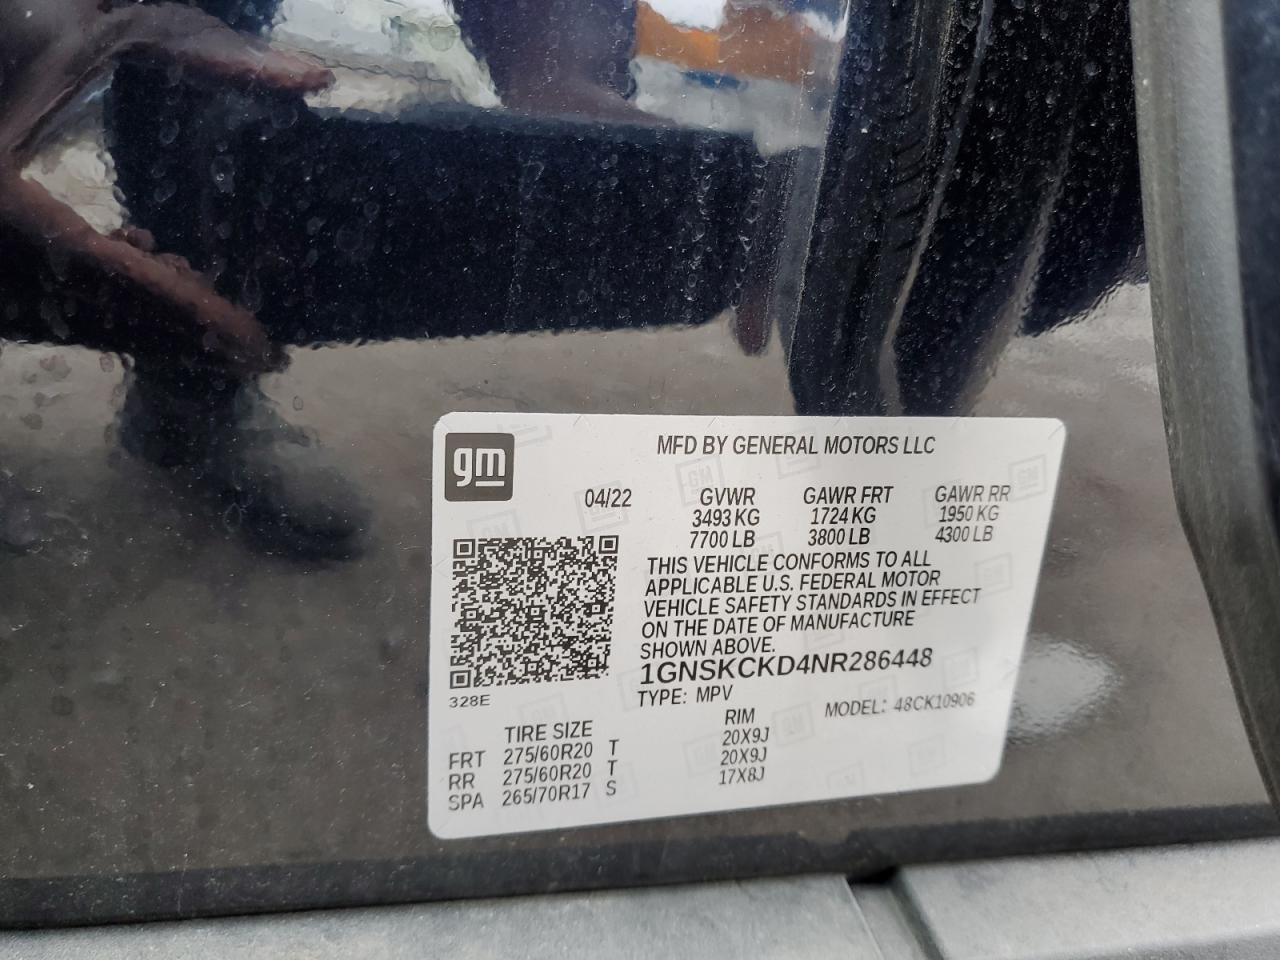 gm
MFD BY GENERAL MOTORS LLC
04/22 GVWR GAWR FRT GAWR RR
3493 KG 1724 KG 1950 KG
7700 LB 3800 LB 4300 LB
THIS VEHICLE CONFORMS TO ALL
APPLICABLE U.S. FEDERAL MOTOR
VEHICLE SAFETY STANDARDS IN EFFECT
ON THE DATE OF MANUFACTURE
SHOWN ABOVE.
1GNSKCKD4NR286448
328E
TYPE: MPV MODEL: 48CK10906
TIRE SIZE RIM
FRT 275/60R20 T 20X9J
RR 275/60R20 T 20X9J
SPA 265/70R17 S 17X8J